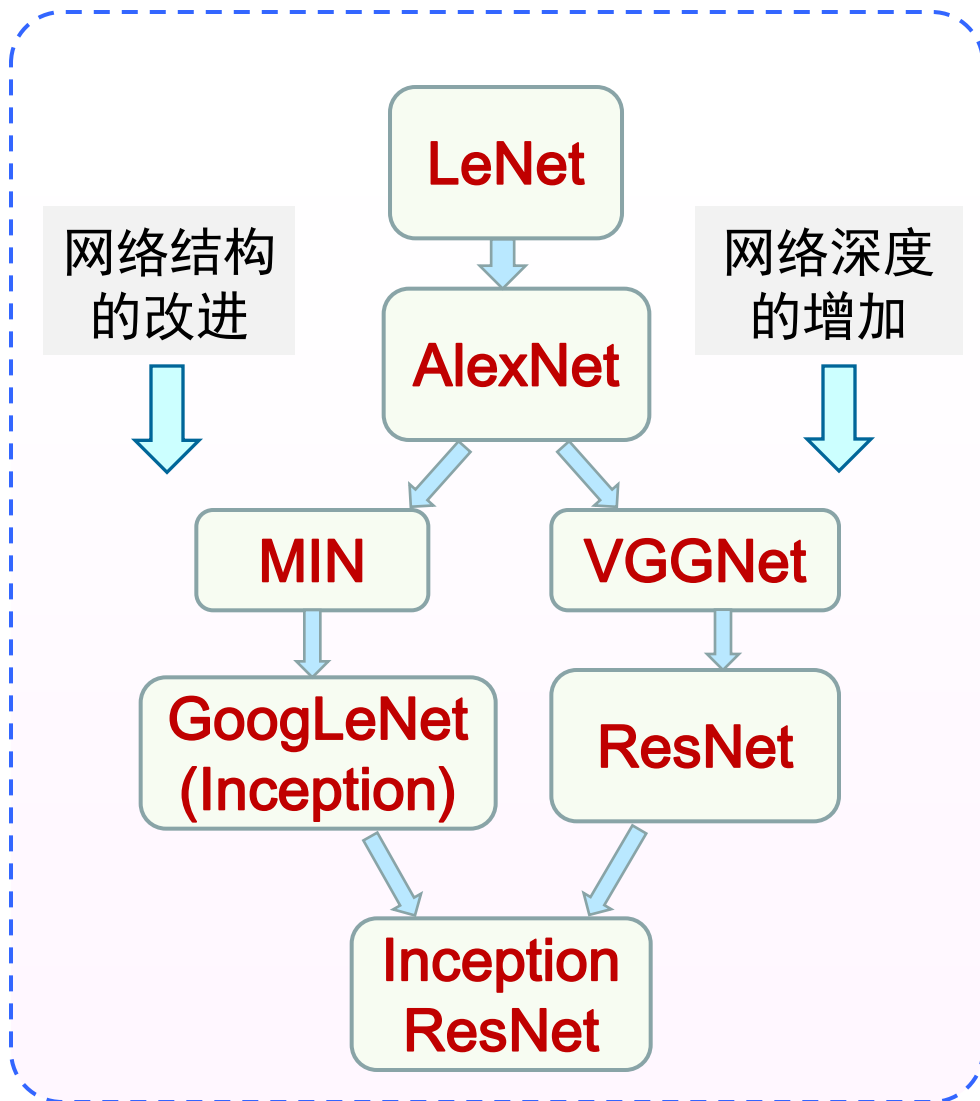 LeNet
网络结构
的改进
网络深度
的增加
AlexNet
MIN
VGGNet
GoogLeNet
(Inception)
ResNet
Inception
ResNet